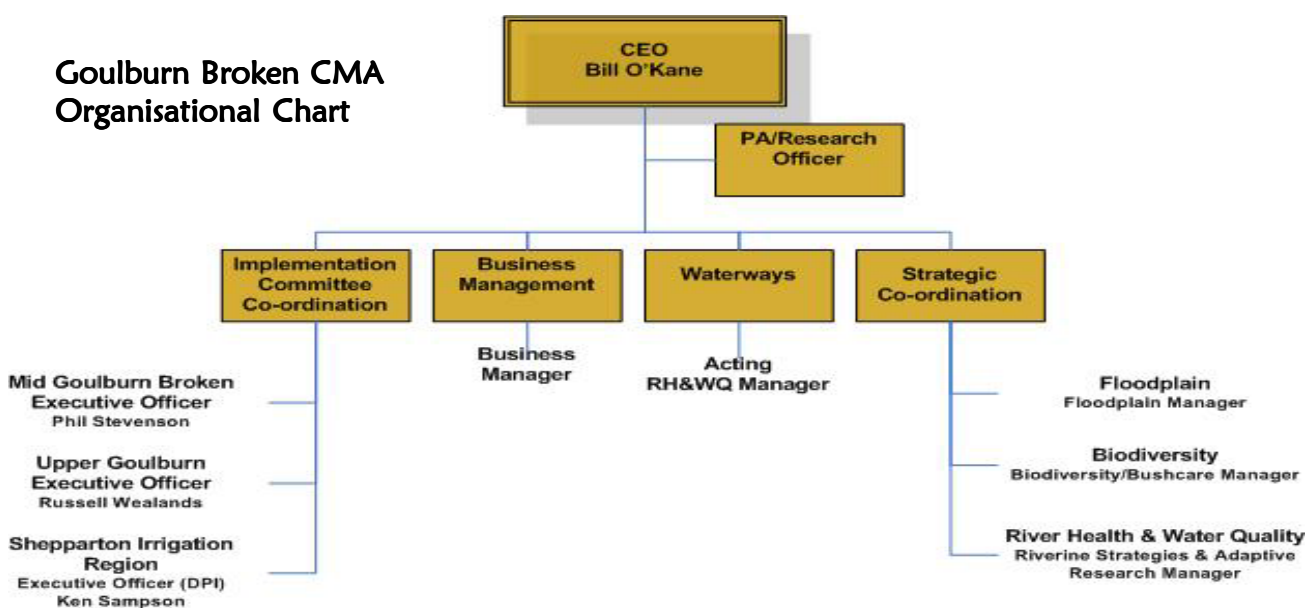 Goulburn Broken CMA
Organisational Chart
CEO
Bill O'Kane
PA/Research
Officer
Implementation
Committee
Co-ordination
Business
Management
Waterways
Strategic
Co-ordination
Business
Manager
Acting
RH&WQ Manager
Mid Goulburn Broken
Executive Officer
Phil Stevenson
Upper Goulburn
Executive Officer
Russell Wealands
Shepparton Irrigation
Region
Executive Officer (DPI)
Ken Sampson
Floodplain
Floodplain Manager
Biodiversity
Biodiversity/Bushcare Manager
River Health & Water Quality
Riverine Strategies & Adaptive
Research Manager